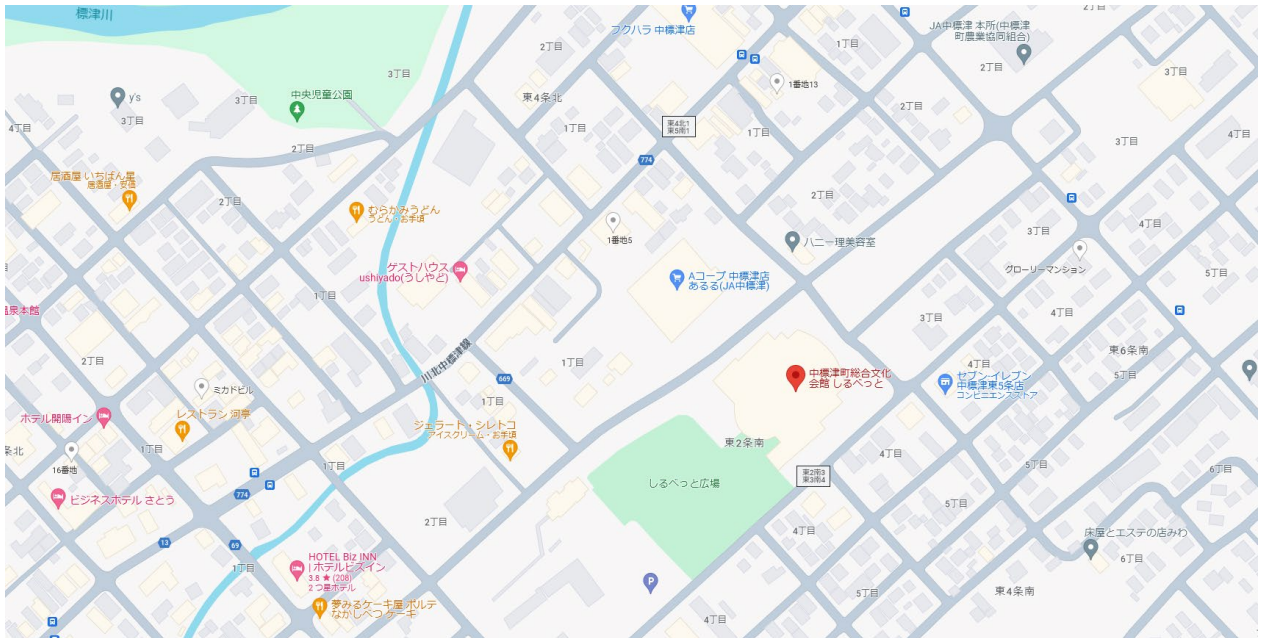 標津川
フクハラ 中標津店
JA中標津 本所(中標津
町農業協同組合)
2丁目
1丁目
2丁目
3丁目
3丁目
中央児童公園
3丁目
y's
3丁目
4丁目
東4条北
1丁目
東4北1
東5南1
1番地13
1丁目
2丁目
3丁目
4丁目
2丁目
774
居酒屋 いちばん星
居酒屋・安価
2丁目
むらかみうどん
うどん・お手頃
1番地5
2丁目
ハニー理美容室
3丁目
4丁目
グローリーマンション
5丁目
ゲストハウス
ushiyado(うしやど)
Aコープ 中標津店
あるる(JA中標津)
1丁目
温泉本館
3丁目
4丁目
2丁目
川北中標津線
1丁目
669
東6条南
5丁目
4丁目
中標津町総合文化
会館 しるべっと
セブン-イレブン
中標津東5条店
コンビニエンスストア
ミカドビル
ホテル開陽イン
レストラン 河亭
1丁目
ジェラート・シレトコ
アイスクリーム・お手頃
東2条南
条北
1丁目
16番地
1丁目
4丁目
6丁目
東2南3
東3南4
しるべっと広場
774
ビジネスホテル さとう
2丁目
5丁目
4丁目
床屋とエステの店みわ
6丁目
13
69
1丁目
HOTEL Biz INN
| ホテルビズイン
3.8 ★ (208)
2 つ星ホテル
P
5丁目
東4条南
夢みるケーキ屋 ボルテ
なかしべつ ケーキ
4丁目